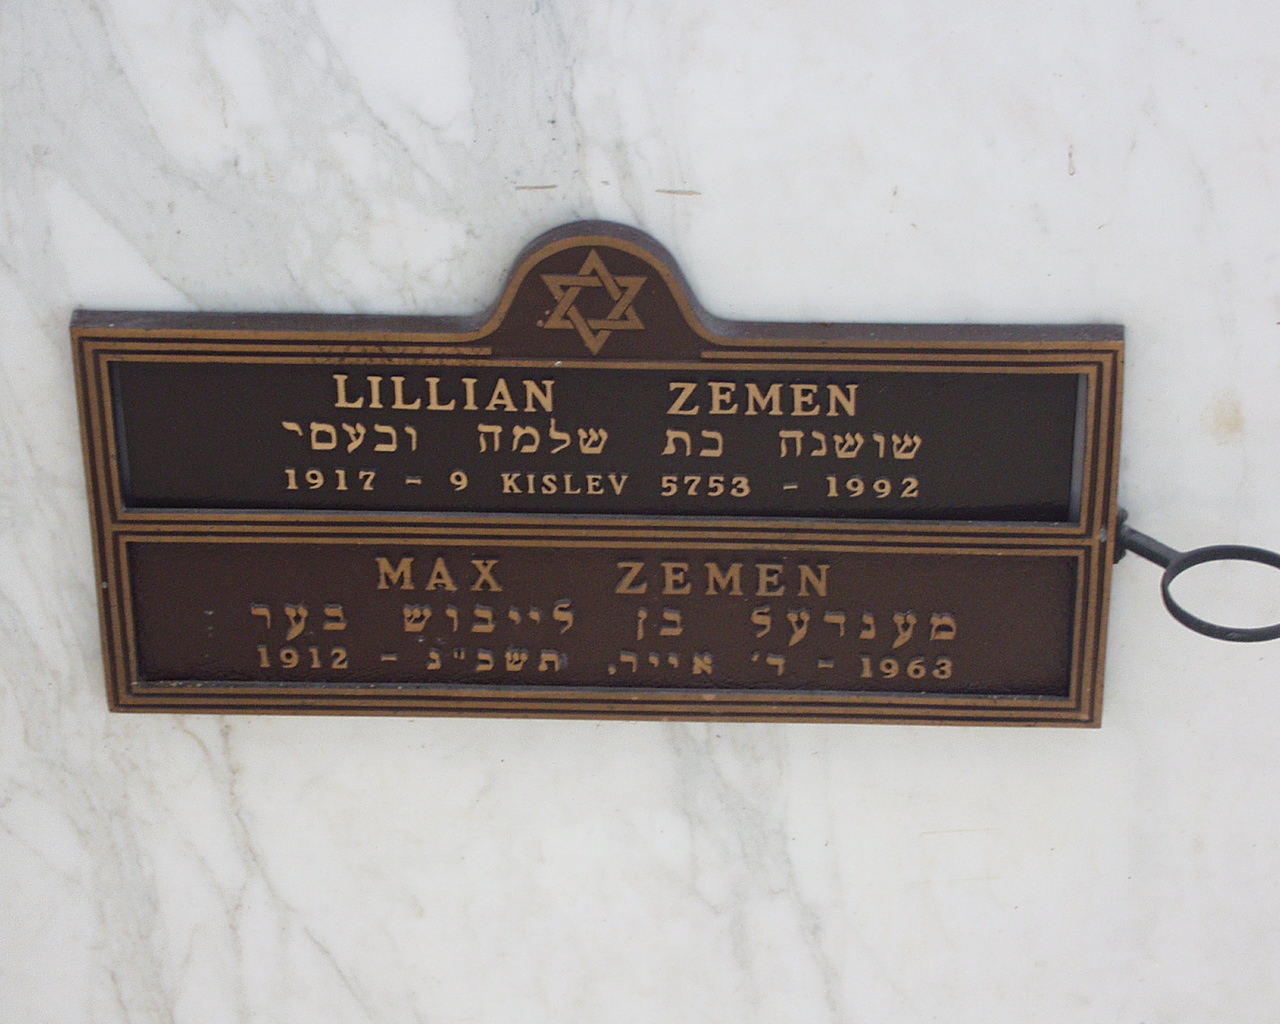 LILLIAN ZEMEN
שושנה בת שלמה ובעסי
1917 - 9 KISLEV 5753 - 1992
MAX ZEMEN
מענדעל בן לייבוש בער
1912 - ד׳ אייר, תשכ״ג - 1963